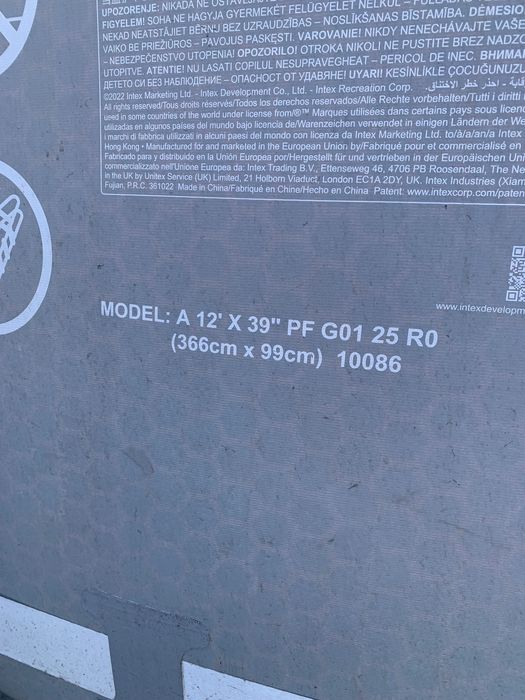 UPOZORENJE: NIKADA NE OSTAVLJAJTE
FIGYELEM! SOHA NE HAGYJA GYERMEKÉT FELÜGYELET NÉLKÜL –
NEKAD NEATSTĀJIET BĒRNU BEZ UZRAUDZĪBAS – NOSLĪKŠANAS BĪSTAMĪBA. DĖMESIO
VAIKO BE PRIEŽIŪROS – PAVOJUS PASKĘSTI. VAROVANIE! NIKDY NENECHÁVAJTE VAŠE
– NEBEZPEČENSTVO UTOPENIA! OPOZORILO! OTROKA NIKOLI NE PUSTITE BREZ NADZO
UTOPITVE. ATENTIE! NU LASATI COPILUL NESUPRAVEGHEAT – PERICOL DE INEC. ВНИМА
ДЕТЕТО СИ БЕЗ НАБЛЮДЕНИЕ – ОПАСНОСТ ОТ УДАВЯНЕ! UYARI! KESİNLİKLE ÇOCUĞUNUZU
©2022 Intex Marketing Ltd. - Intex Development Co., Ltd. - Intex Recreation Corp.
All rights reserved/Tous droits réservés/Todos los derechos reservados/Alle Rechte vorbehalten/Tutti i diritti
used in some countries of the world under license from/®™ Marques utilisées dans certains pays sous licence
utilizadas en algunos países del mundo bajo licencia de/Warenzeichen verwendet in einigen Ländern der We
i marchi di fabbrica utilizzati in alcuni paesi del mondo con licenza da Intex Marketing Ltd. to/à/a/an/a Intex
Hong Kong • Manufactured for and marketed in the European Union by/Fabriqué pour et commercialisé en
Fabricado para y distribuido en la Unión Europea por/Hergestellt für und vertrieben in der Europäischen Uni
commercializzato nell'Unione Europea da: Intex Trading B.V., Ettenseweg 46, 4706 PB Roosendaal, The Ne
in the UK by Unitex Service (UK) Limited, 21 Holborn Viaduct, London EC1A 2DY, UK. Intex Industries (Xiam
Fujian, P.R.C. 361022 Made in China/Fabriqué en Chine/Hecho en China Patent: www.intexcorp.com/paten
www.intexdevelopm
MODEL: A 12' X 39" PF G01 25 R0
(366cm x 99cm) 10086